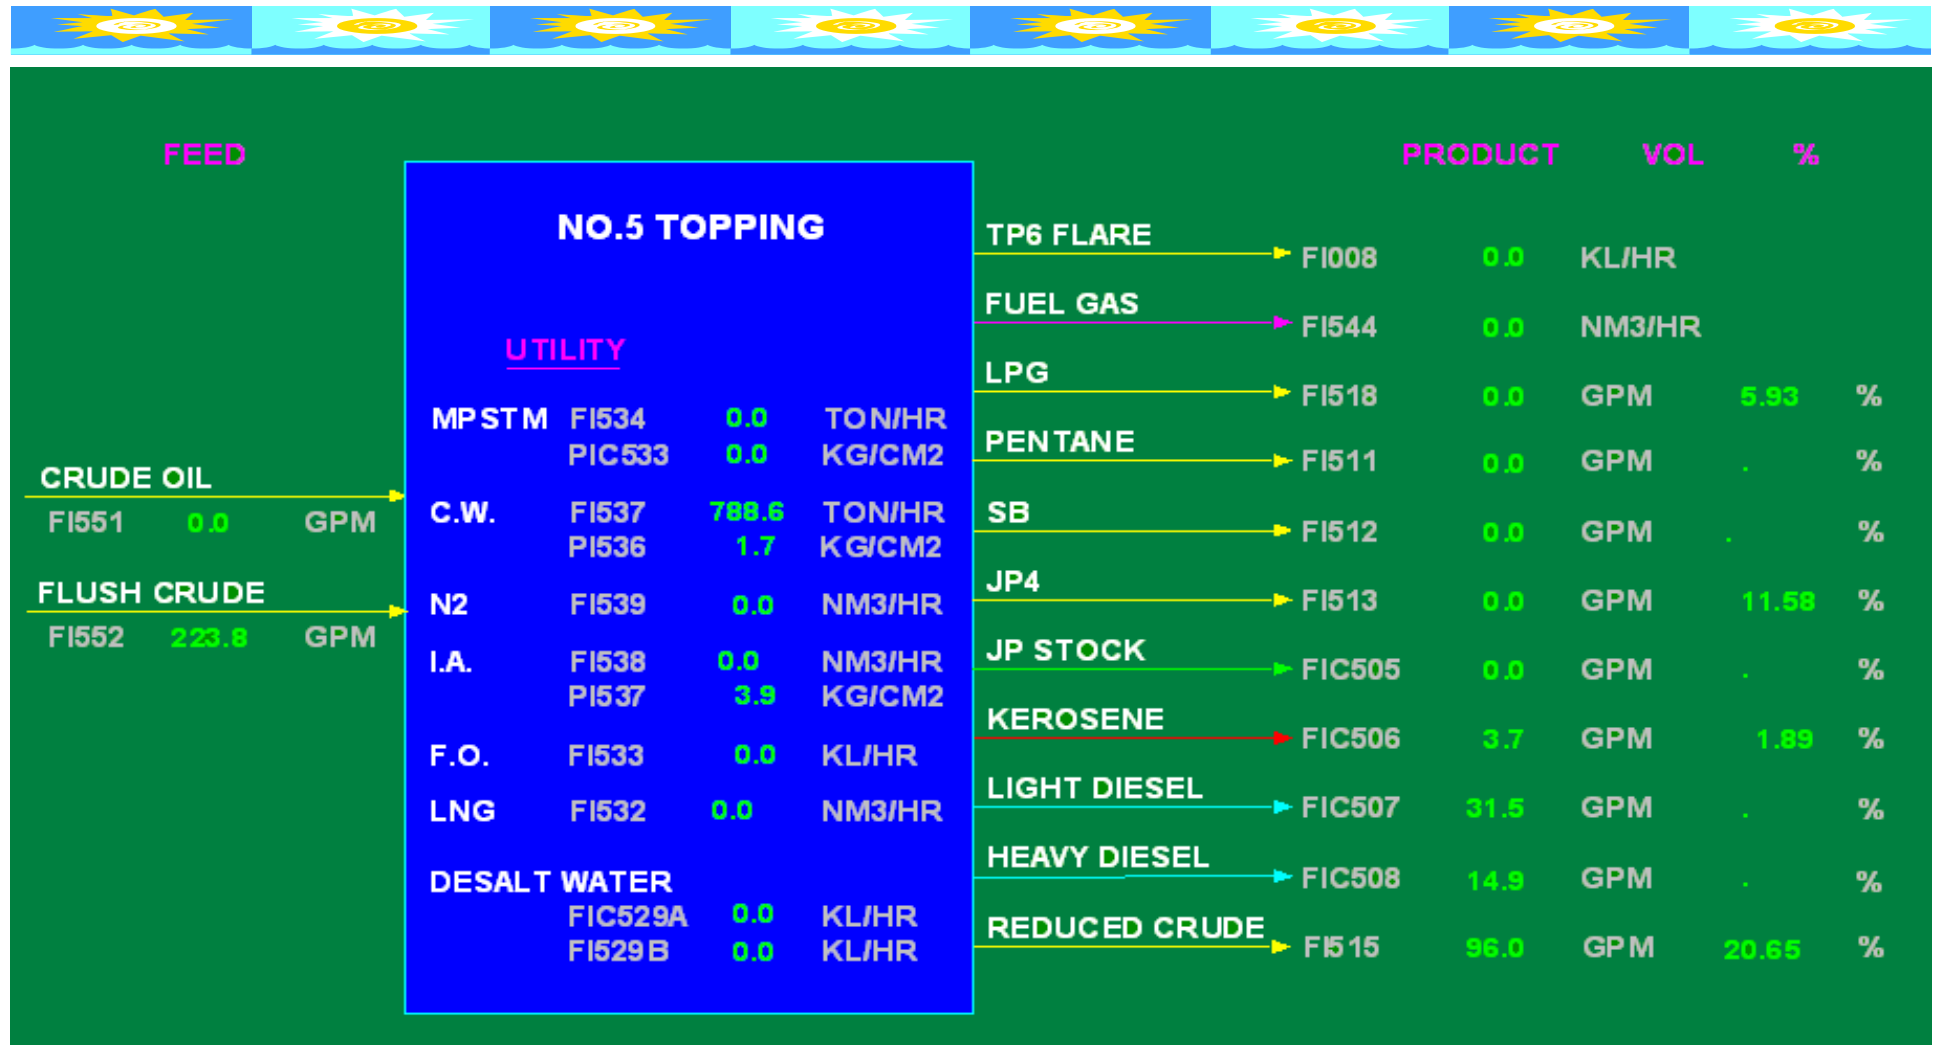 FEED
PRODUCT VOL %
NO.5 TOPPING
UTILITY
MPSTM FI534 0.0 TON/HR
PIC533 0.0 KG/CM2
C.W. FI537 788.6 TON/HR
PI536 1.7 KG/CM2
N2 FI539 0.0 NM3/HR
I.A. FI538 0.0 NM3/HR
PI537 3.9 KG/CM2
F.O. FI533 0.0 KL/HR
LNG FI532 0.0 NM3/HR
DESALT WATER
FIC529A 0.0 KL/HR
FI529B 0.0 KL/HR
CRUDE OIL
FI551 0.0 GPM
FLUSH CRUDE
FI552 223.8 GPM
TP6 FLARE
FI008 0.0 KL/HR
FUEL GAS
FI544 0.0 NM3/HR
LPG
FI518 0.0 GPM 5.93 %
PENTANE
FI511 0.0 GPM . %
SB
FI512 0.0 GPM . %
JP4
FI513 0.0 GPM 11.58 %
JP STOCK
FIC505 0.0 GPM . %
KEROSENE
FIC506 3.7 GPM 1.89 %
LIGHT DIESEL
FIC507 31.5 GPM . %
HEAVY DIESEL
FIC508 14.9 GPM . %
REDUCED CRUDE
FI515 96.0 GPM 20.65 %